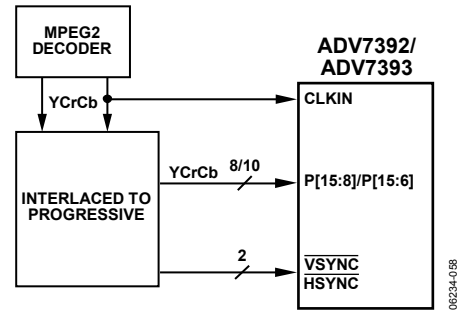 MPEG2
DECODER
YCrCb
INTERLACED TO
PROGRESSIVE
YCrCb
8/10
2
ADV7392/
ADV7393
CLKIN
P[15:8]/P[15:6]
VSYNC
HSYNC
06234-058